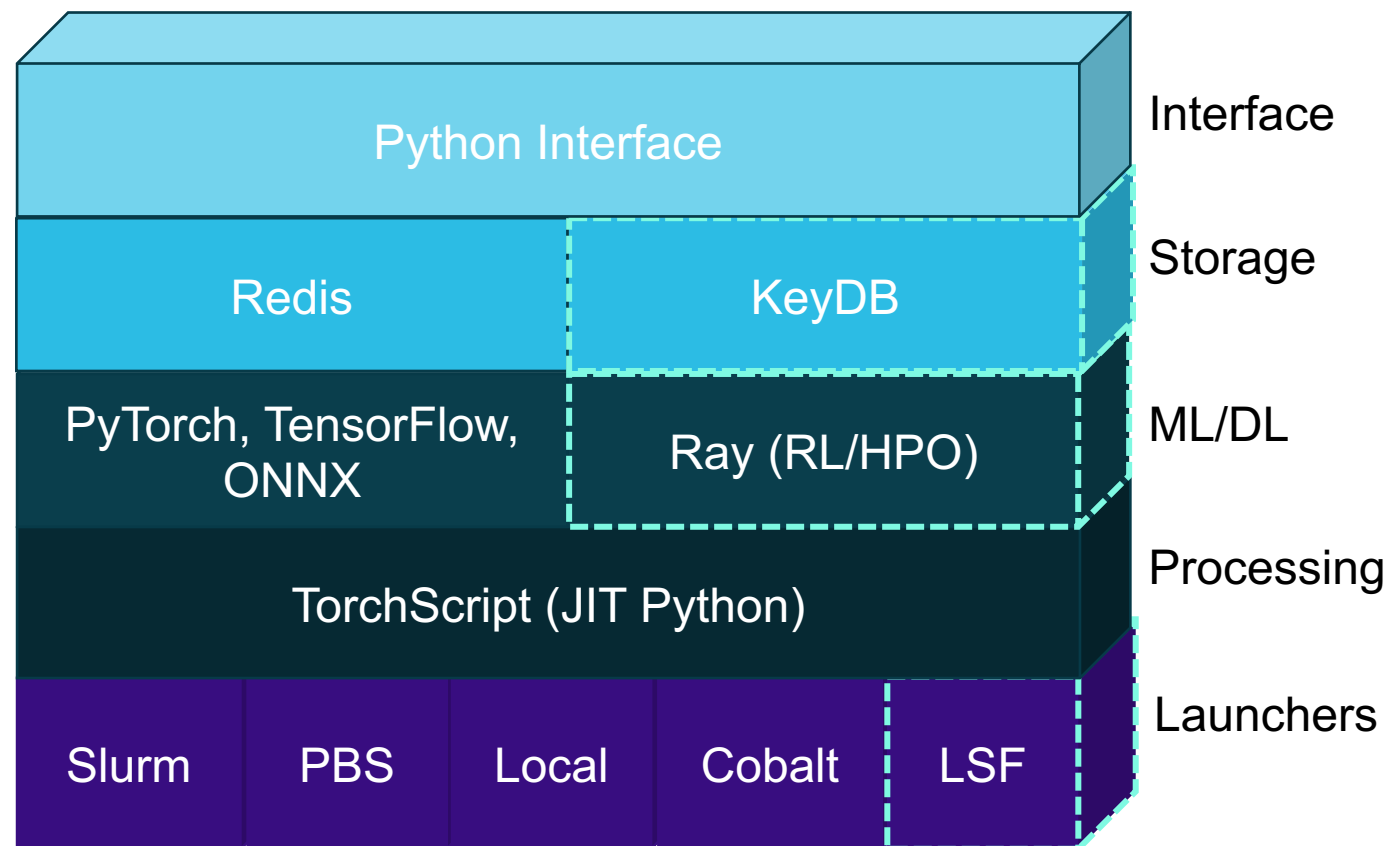 Python Interface
Interface
Redis
KeyDB
Storage
PyTorch, TensorFlow,
ONNX
Ray (RL/HPO)
ML/DL
TorchScript (JIT Python)
Processing
Slurm
PBS
Local
Cobalt
LSF
Launchers